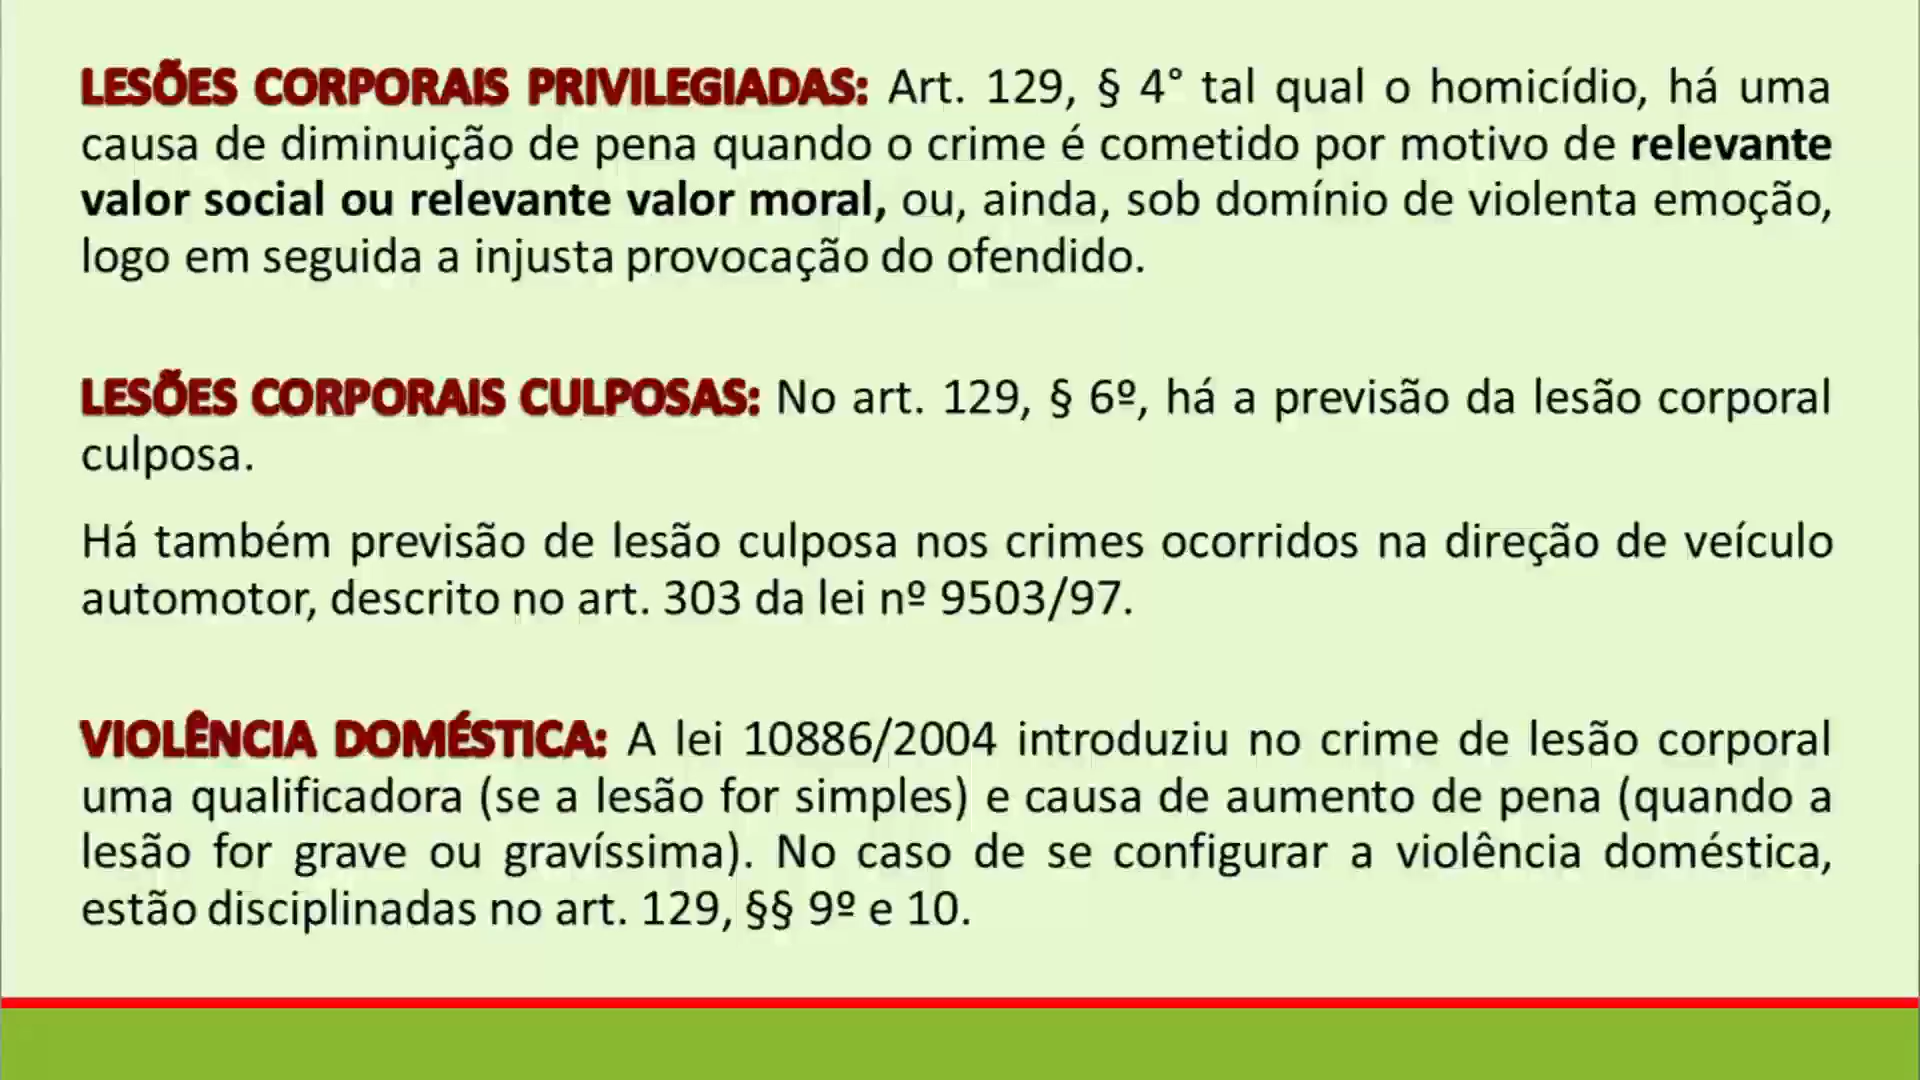 LESÕES CORPORAIS PRIVILEGIADAS: Art. 129, § 4° tal qual o homicídio, há uma
causa de diminuição de pena quando o crime é cometido por motivo de relevante
valor social ou relevante valor moral, ou, ainda, sob domínio de violenta emoção,
logo em seguida a injusta provocação do ofendido.
LESÕES CORPORAIS CULPOSAS: No art. 129, § 6º, há a previsão da lesão corporal
culposa.
Há também previsão de lesão culposa nos crimes ocorridos na direção de veículo
automotor, descrito no art. 303 da lei nº 9503/97.
VIOLÊNCIA DOMÉSTICA: A lei 10886/2004 introduziu no crime de lesão corporal
uma qualificadora (se a lesão for simples) e causa de aumento de pena (quando a
lesão for grave ou gravíssima). No caso de se configurar a violência doméstica,
estão disciplinadas no art. 129, §§ 9º e 10.